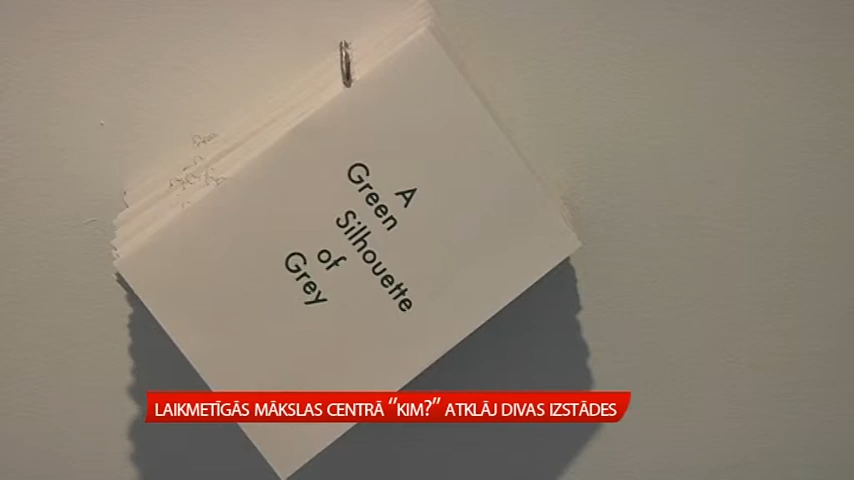 A
Green
Silhouette
of
Grey
LAIKMETĪGĀS MĀKSLAS CENTRĀ ”KIM?” ATKLĀJ DIVAS IZSTĀDES